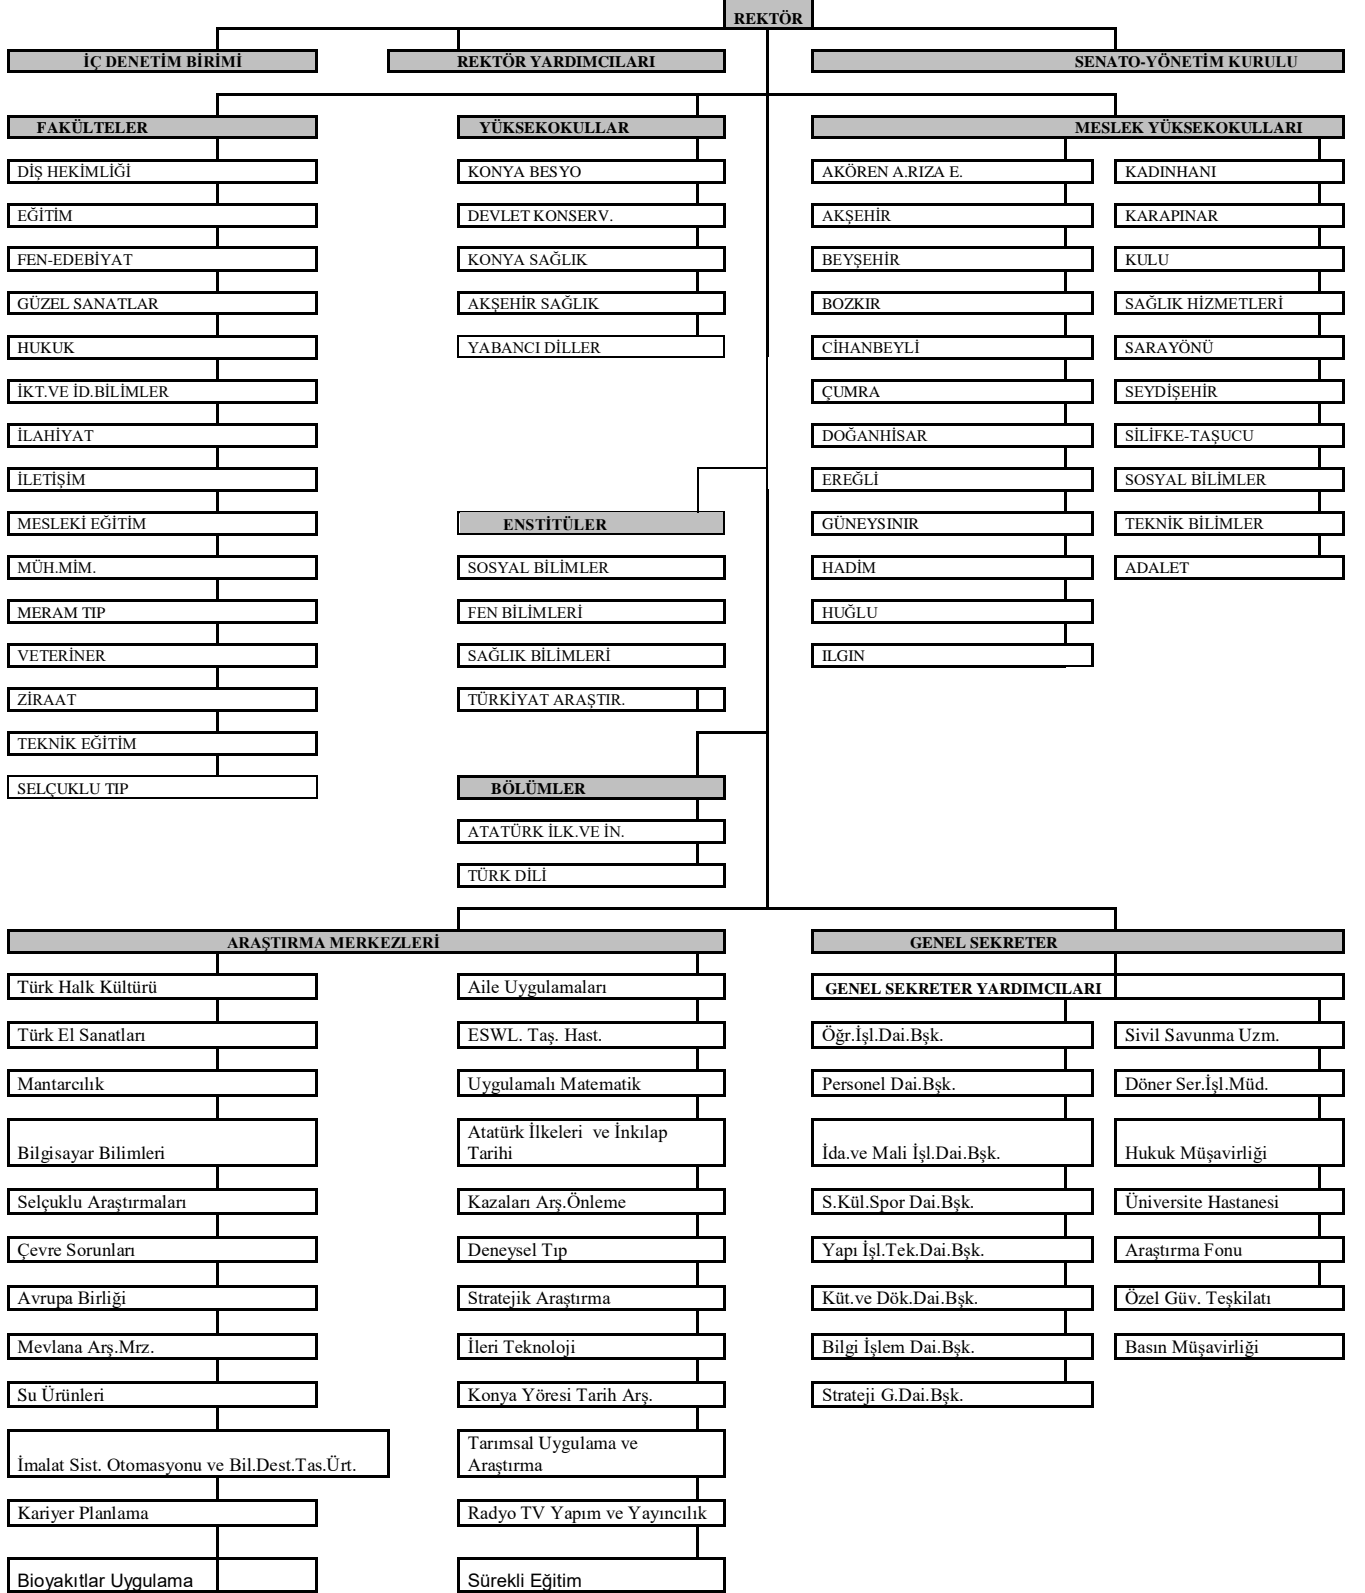 REKTÖR
İÇ DENETİM BİRİMİ
REKTÖR YARDIMCILARI
SENATO-YÖNETİM KURULU
FAKÜLTELER
DİŞ HEKİMLİĞİ
EĞİTİM
FEN-EDEBİYAT
GÜZEL SANATLAR
HUKUK
İKT.VE İD.BİLİMLER
İLAHİYAT
İLETİŞİM
MESLEKİ EĞİTİM
MÜH.MİM.
MERAM TIP
VETERİNER
ZİRAAT
TEKNİK EĞİTİM
SELÇUKLU TIP
YÜKSEKOKULLAR
KONYA BESYO
DEVLET KONSERV.
KONYA SAĞLIK
AKŞEHİR SAĞLIK
YABANCI DİLLER
ENSTİTÜLER
SOSYAL BİLİMLER
FEN BİLİMLERİ
SAĞLIK BİLİMLERİ
TÜRKİYAT ARAŞTIR.
BÖLÜMLER
ATATÜRK İLK.VE İN.
TÜRK DİLİ
MESLEK YÜKSEKOKULLARI
AKÖREN A.RIZA E.
AKŞEHİR
BEYŞEHİR
BOZKIR
CİHANBEYLİ
ÇUMRA
DOĞANHİSAR
EREĞLİ
GÜNEYSINIR
HADİM
HUĞLU
ILGIN
KADINHANI
KARAPINAR
KULU
SAĞLIK HİZMETLERİ
SARAYÖNÜ
SEYDİŞEHİR
SİLİFKE-TAŞUCU
SOSYAL BİLİMLER
TEKNİK BİLİMLER
ADALET
ARAŞTIRMA MERKEZLERİ
Türk Halk Kültürü
Türk El Sanatları
Mantarcılık
Bilgisayar Bilimleri
Selçuklu Araştırmaları
Çevre Sorunları
Avrupa Birliği
Mevlana Arş.Mrz.
Su Ürünleri
İmalat Sist. Otomasyonu ve Bil.Dest.Tas.Ürt.
Kariyer Planlama
Bioyakıtlar Uygulama
Aile Uygulamaları
ESWL. Taş. Hast.
Uygulamalı Matematik
Atatürk İlkeleri  ve İnkılap
Tarihi
Kazaları Arş.Önleme
Deneysel Tıp
Stratejik Araştırma
İleri Teknoloji
Konya Yöresi Tarih Arş.
Tarımsal Uygulama ve
Araştırma
Radyo TV Yapım ve Yayıncılık
Sürekli Eğitim
GENEL SEKRETER
GENEL SEKRETER YARDIMCILARI
Öğr.İşl.Dai.Bşk.
Personel Dai.Bşk.
İda.ve Mali İşl.Dai.Bşk.
S.Kül.Spor Dai.Bşk.
Yapı İşl.Tek.Dai.Bşk.
Küt.ve Dök.Dai.Bşk.
Bilgi İşlem Dai.Bşk.
Strateji G.Dai.Bşk.
Sivil Savunma Uzm.
Döner Ser.İşl.Müd.
Hukuk Müşavirliği
Üniversite Hastanesi
Araştırma Fonu
Özel Güv. Teşkilatı
Basın Müşavirliği